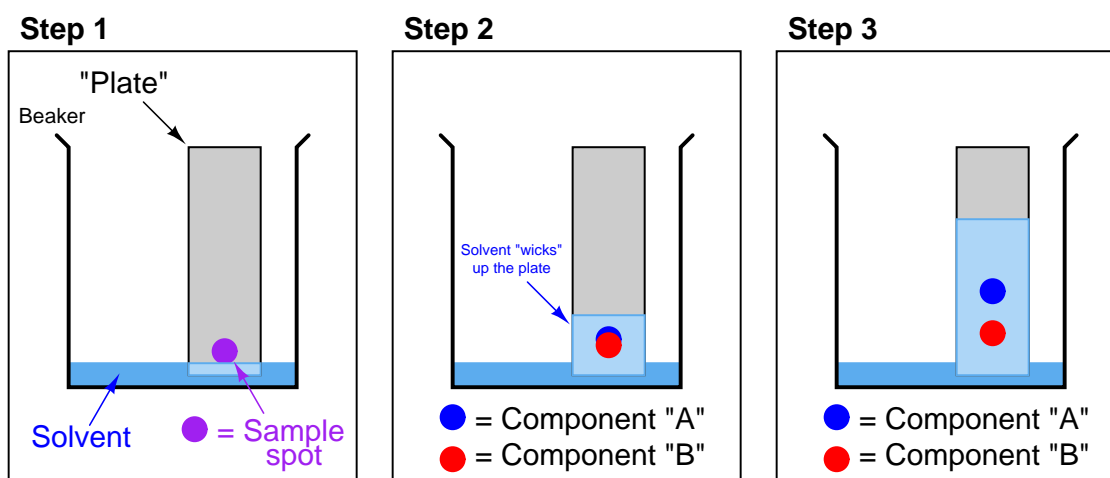 Step 1
"Plate"
Beaker
Solvent
= Sample
spot
Step 2
Solvent "wicks"
up the plate
= Component "A"
= Component "B"
Step 3
= Component "A"
= Component "B"